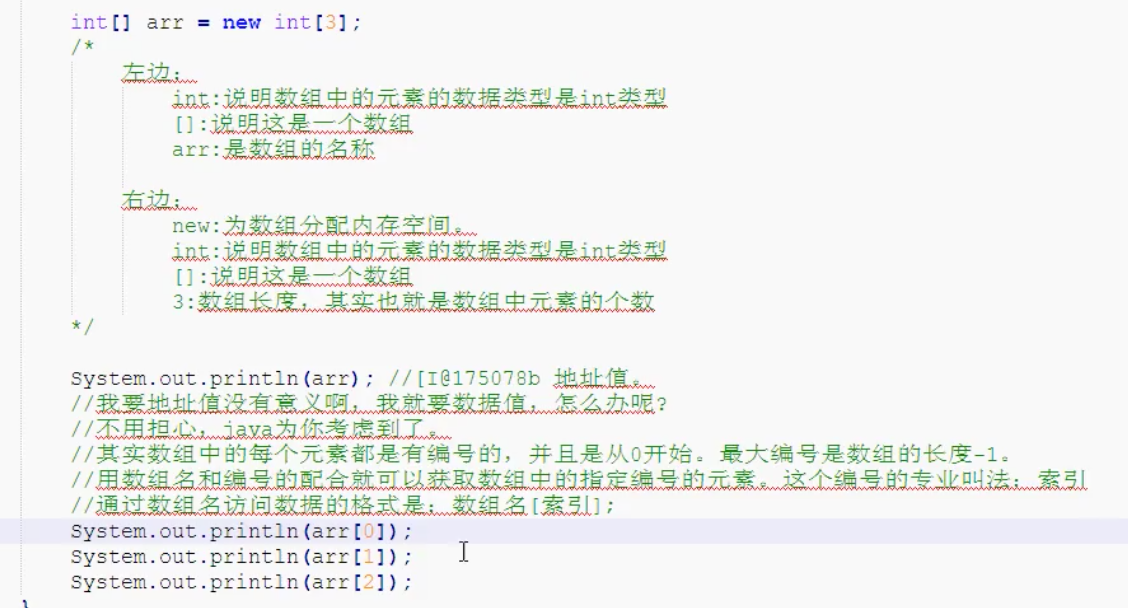 int[] arr = new int[3];
/*
左边：
int:说明数组中的元素的数据类型是int类型
[]:说明这是一个数组
arr:是数组的名称
右边：
new:为数组分配内存空间。
int:说明数组中的元素的数据类型是int类型
[]:说明这是一个数组
3:数组长度，其实也就是数组中元素的个数
*/
System.out.println(arr); //[I@175078b 地址值。
//我要地址值没有意义啊，我就要数据值，怎么办呢?
//不用担心，java为你考虑到了。
//其实数组中的每个元素都是有编号的，并且是从0开始。最大编号是数组的长度-1。
//用数组名和编号的配合就可以获取数组中的指定编号的元素。这个编号的专业叫法：索引
//通过数组名访问数据的格式是：数组名[索引];
System.out.println(arr[0]);
System.out.println(arr[1]);
System.out.println(arr[2]);
}